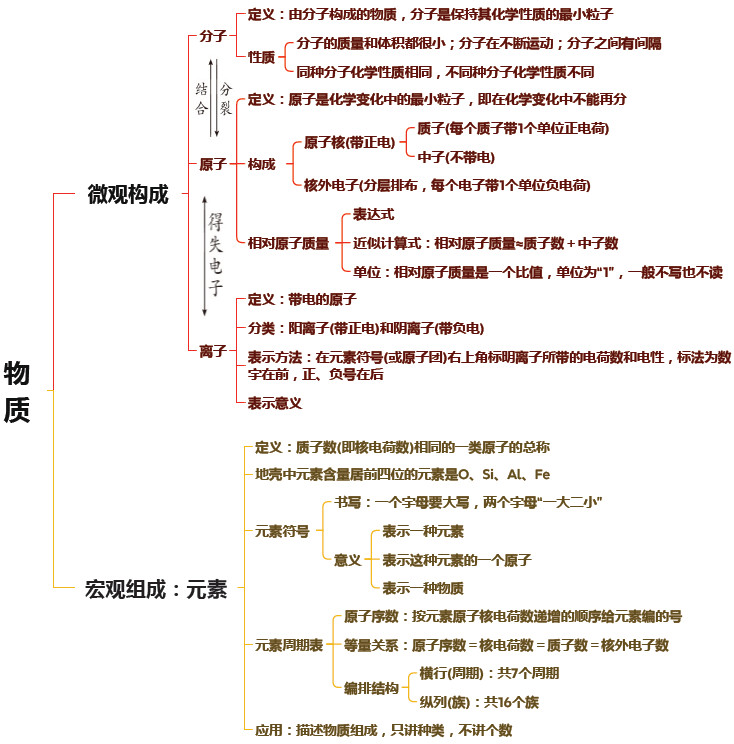 物质
微观构成
分子
定义：由分子构成的物质，分子是保持其化学性质的最小粒子
性质
分子的质量和体积都很小；分子在不断运动；分子之间有间隔
同种分子化学性质相同，不同种分子化学性质不同
结合
分裂
原子
定义：原子是化学变化中的最小粒子，即在化学变化中不能再分
构成
原子核(带正电)
质子(每个质子带1个单位正电荷)
中子(不带电)
核外电子(分层排布，每个电子带1个单位负电荷)
相对原子质量
表达式
近似计算式：相对原子质量≈质子数＋中子数
单位：相对原子质量是一个比值，单位为“1”，一般不写也不读
得失电子
离子
定义：带电的原子
分类：阳离子(带正电)和阴离子(带负电)
表示方法：在元素符号(或原子团)右上角标明离子所带的电荷数和电性，标法为数
字在前，正、负号在后
表示意义
宏观组成：元素
定义：质子数(即核电荷数)相同的一类原子的总称
地壳中元素含量居前四位的元素是O、Si、Al、Fe
元素符号
书写：一个字母要大写，两个字母“一大二小”
意义
表示一种元素
表示这种元素的一个原子
表示一种物质
元素周期表
原子序数：按元素原子核电荷数递增的顺序给元素编的号
等量关系：原子序数＝核电荷数＝质子数＝核外电子数
编排结构
横行(周期)：共7个周期
纵列(族)：共16个族
应用：描述物质组成，只讲种类，不讲个数